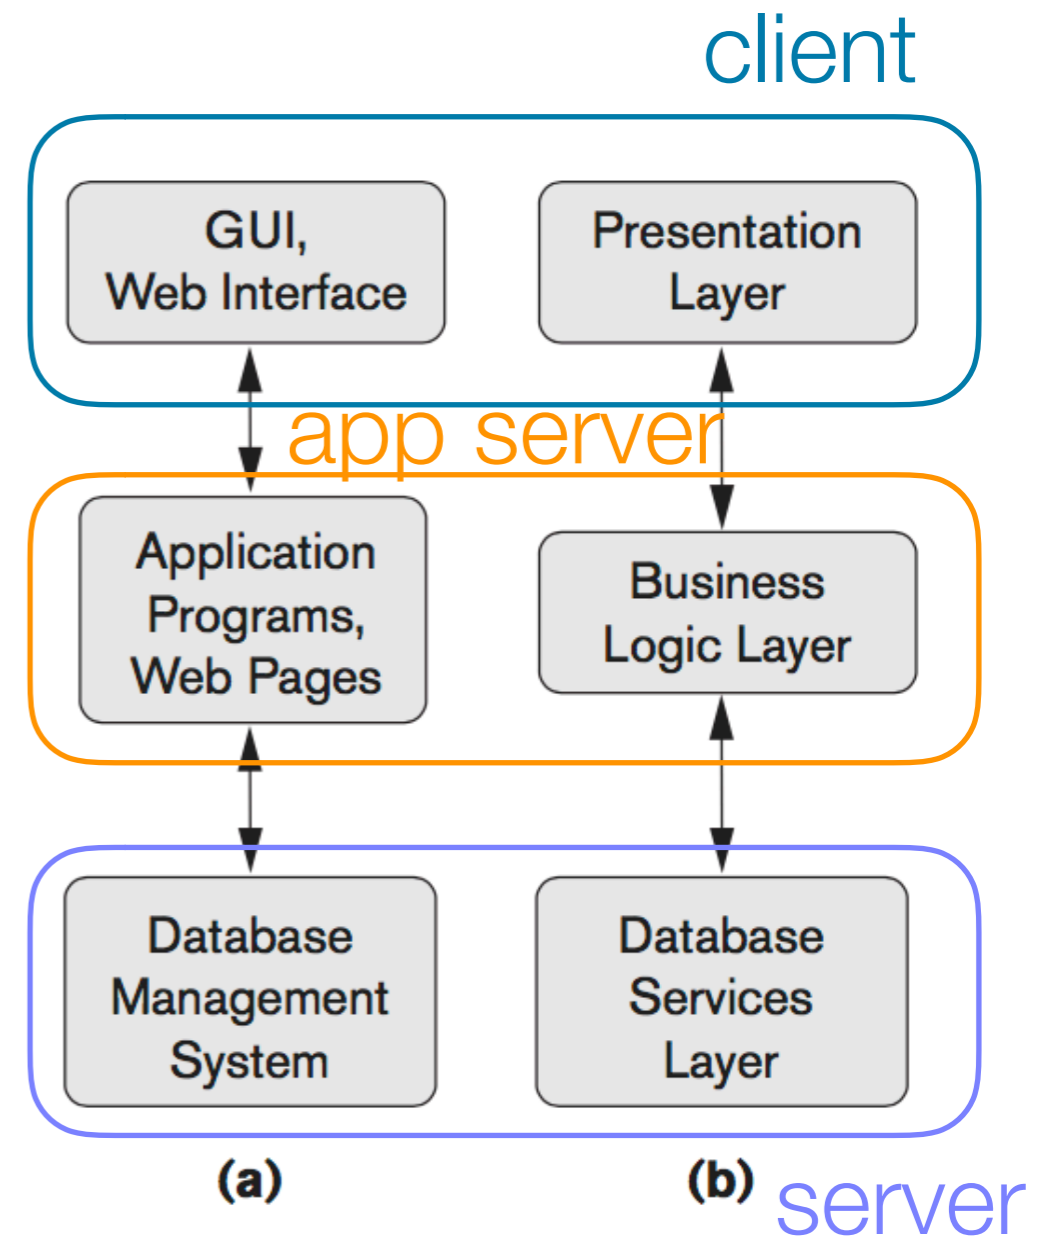 client
GUI,
Web Interface
Presentation
Layer
app server
Application
Programs,
Web Pages
Business
Logic Layer
Database
Management
System
Database
Services
Layer
(a)
(b)
server